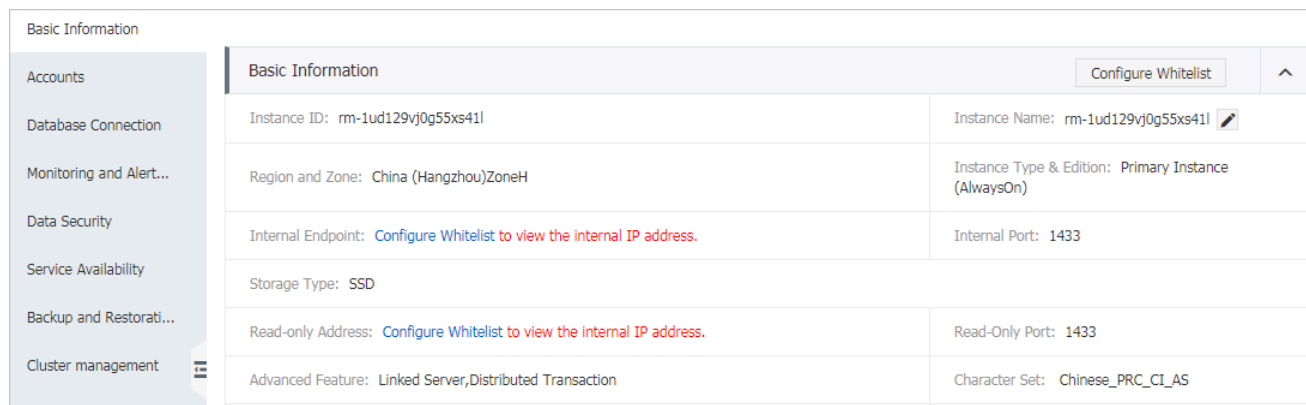 Basic Information
Accounts
Database Connection
Monitoring and Alert...
Data Security
Service Availability
Backup and Restorati...
Cluster management
Basic Information
Configure Whitelist
Instance ID: rm-1ud129vj0g55xs41l
Instance Name: rm-1ud129vj0g55xs41l
Region and Zone: China (Hangzhou)ZoneH
Instance Type & Edition: Primary Instance
(AlwaysOn)
Internal Endpoint: Configure Whitelist to view the internal IP address.
Internal Port: 1433
Storage Type: SSD
Read-only Address: Configure Whitelist to view the internal IP address.
Read-Only Port: 1433
Advanced Feature: Linked Server,Distributed Transaction
Character Set: Chinese_PRC_CI_AS